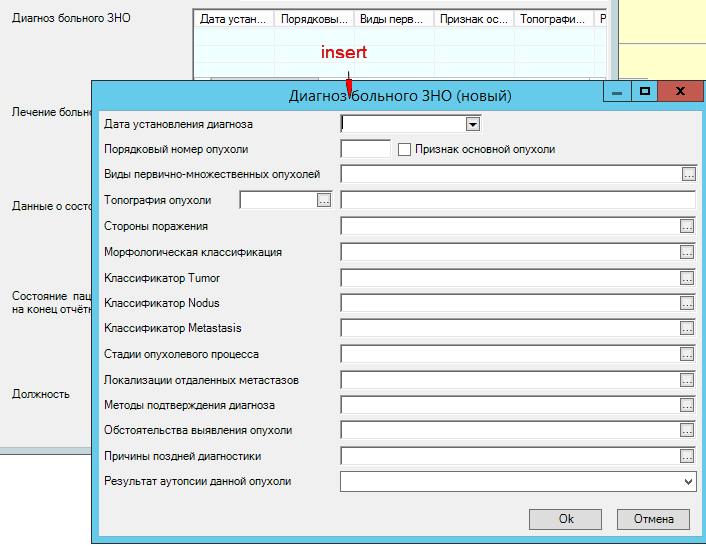 Диагноз больного ЗНО
Дата устан... Порядковы... Виды перв... Признак ос... Топографи... Р
insert
Диагноз больного ЗНО (новый)
Лечение больн
Дата установления диагноза
Порядковый номер опухоли Признак основной опухоли
Виды первично-множественных опухолей
Топография опухоли
Данные о состо
Стороны поражения
Морфологическая классификация
Классификатор Tumor
Состояние пац
на конец отчётн
Классификатор Nodus
Классификатор Metastasis
Стадии опухолевого процесса
Локализации отдаленных метастазов
Должность
Методы подтверждения диагноза
Обстоятельства выявления опухоли
Причины поздней диагностики
Результат аутопсии данной опухоли
Ok Отмена